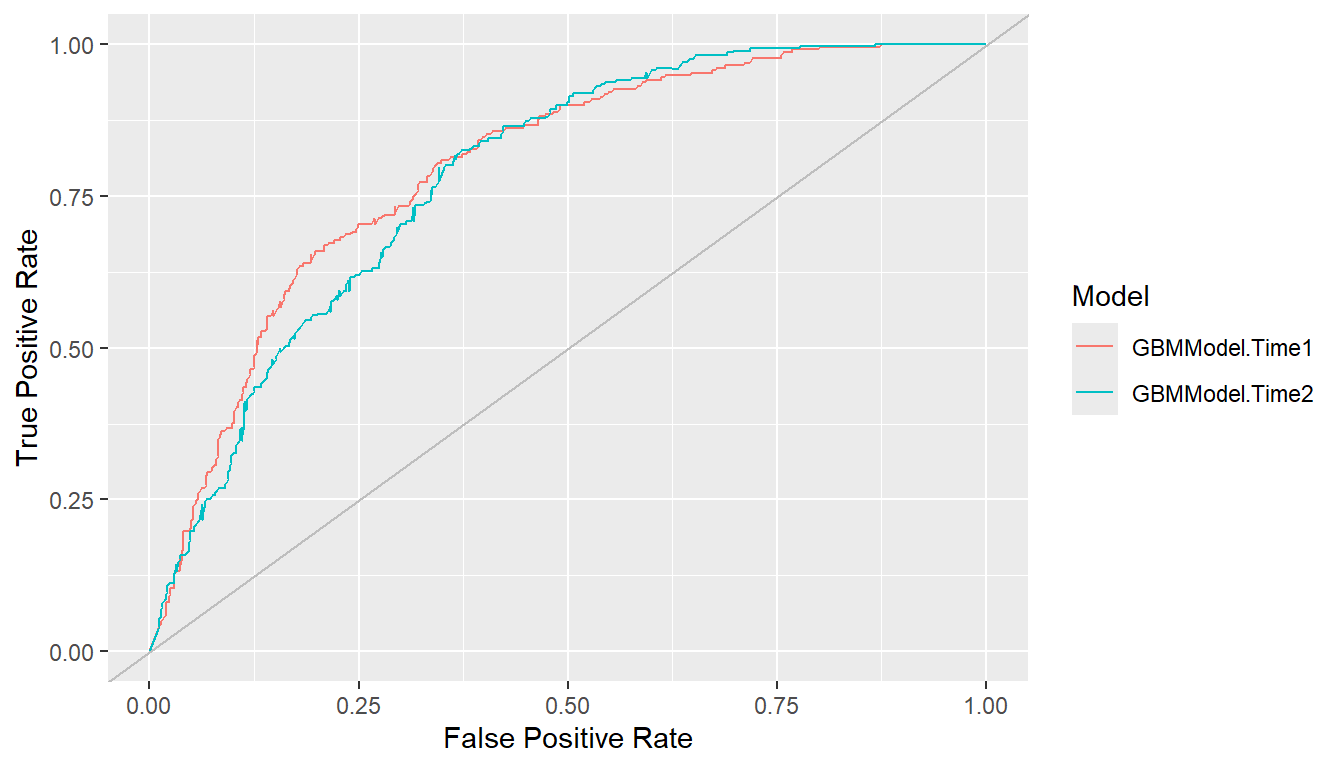 1.00
0.75
0.50
0.25
0.00
True Positive Rate
0.00 0.25 0.50 0.75 1.00
False Positive Rate
Model
GBMModel.Time1
GBMModel.Time2